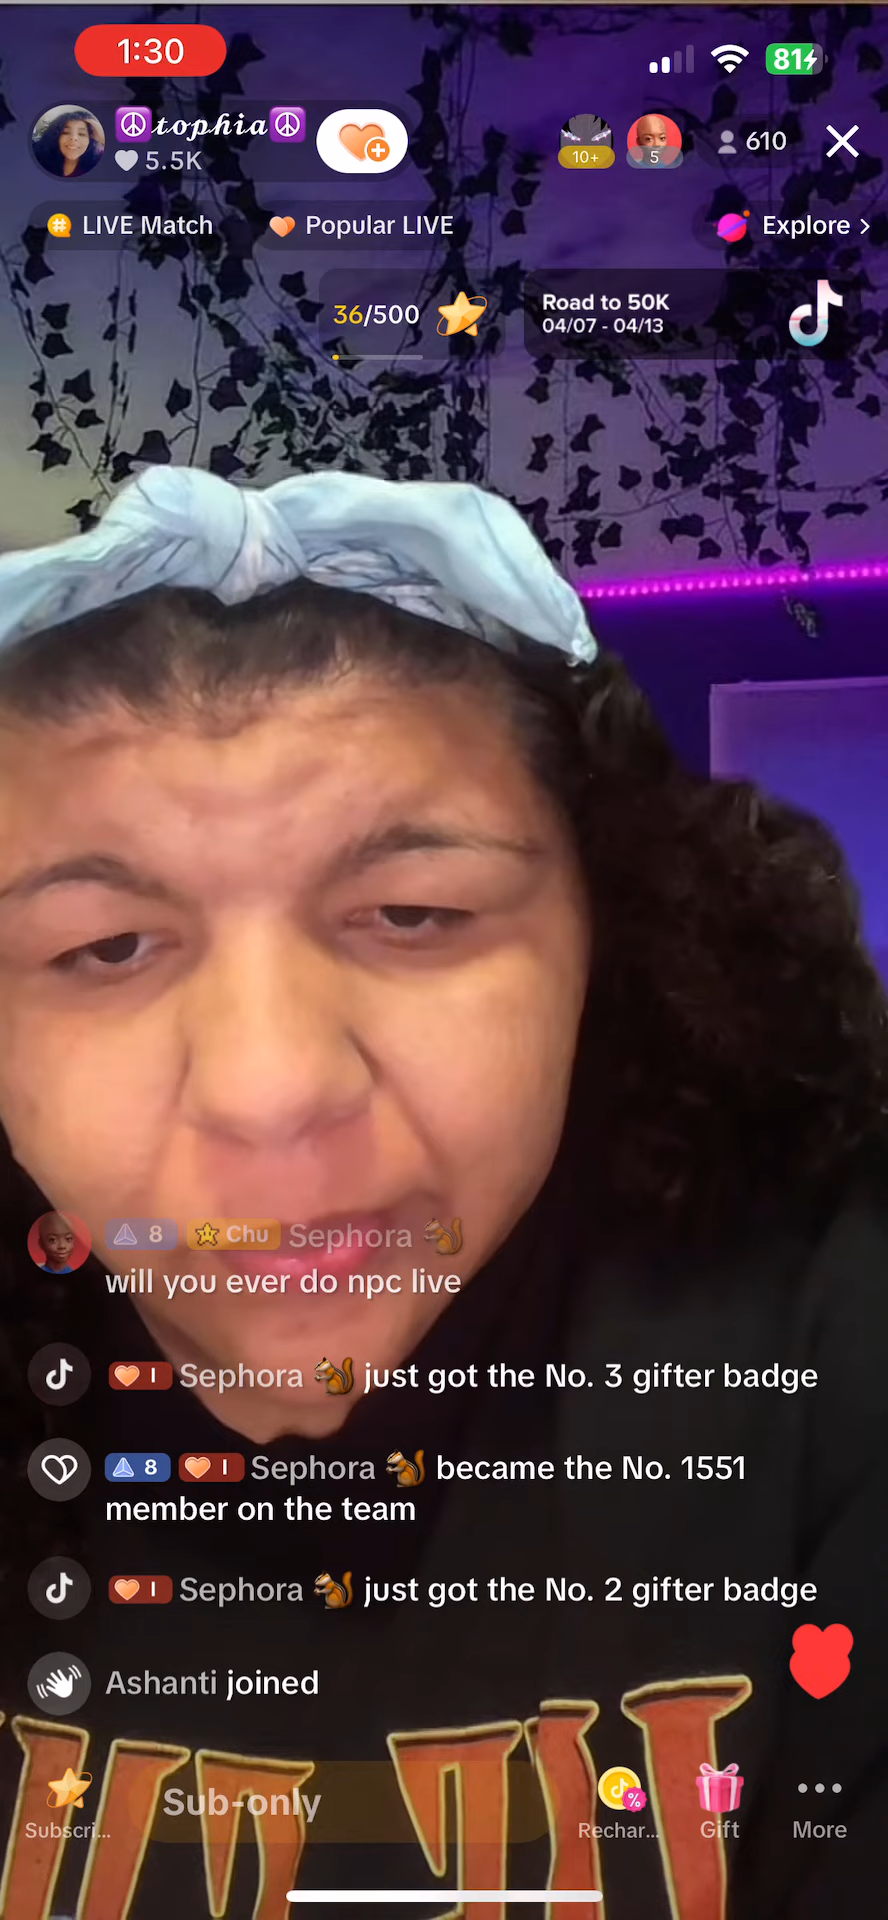 1:30
81
☮️𝓽𝓸𝓹𝓱𝓲𝓪☮️
5.5K
10+
5
610
LIVE Match
Popular LIVE
Explore >
36/500
Road to 50K
04/07 - 04/13
8 Chu Sephora 🐿️
will you ever do npc live
I Sephora 🐿️ just got the No. 3 gifter badge
8 I Sephora 🐿️ became the No. 1551
member on the team
I Sephora 🐿️ just got the No. 2 gifter badge
Ashanti joined
Subscri...
Sub-only
Rechar...
Gift
More